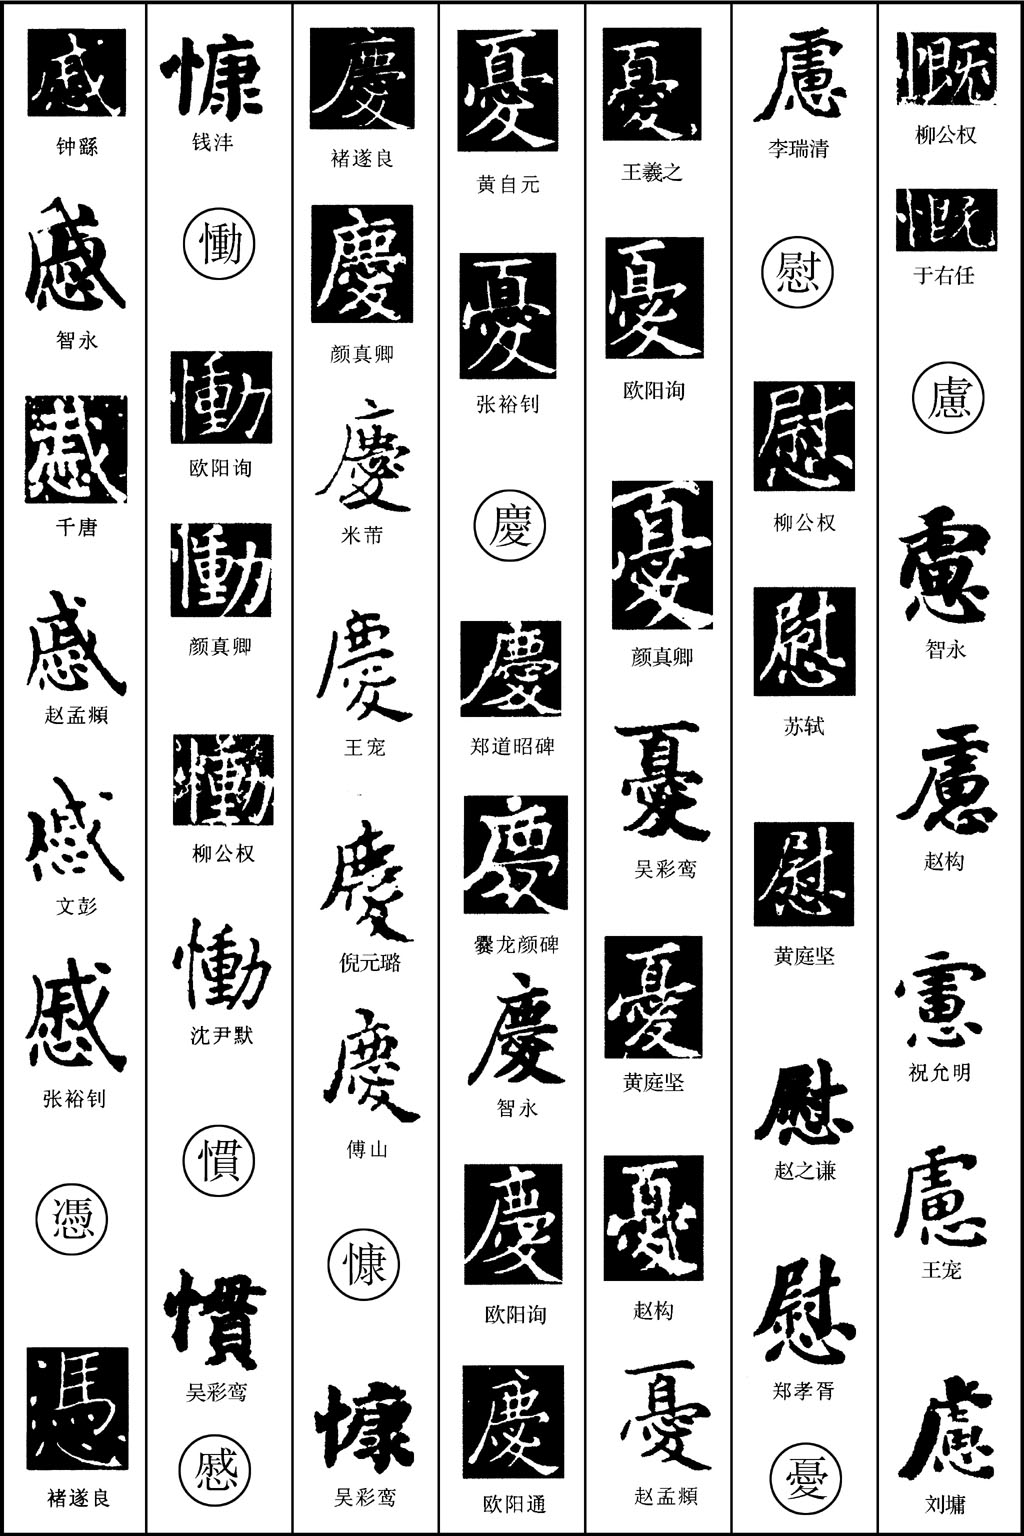 慨
柳公权
慨
于右任
慮
慮
智永
慮
赵构
慮
祝允明
慮
王宠
慮
刘墉
慮
李瑞清
慰
慰
柳公权
慰
苏轼
慰
黄庭坚
慰
赵之谦
慰
郑孝胥
憂
憂
王羲之
憂
欧阳询
憂
颜真卿
憂
吴彩鸾
憂
黄庭坚
憂
赵构
憂
赵孟頫
憂
黄自元
憂
张裕钊
慶
慶
郑道昭碑
慶
爨龙颜碑
慶
智永
慶
欧阳询
慶
欧阳通
慶
褚遂良
慶
颜真卿
慶
米芾
慶
王宠
慶
倪元璐
慶
傅山
慷
慷
吴彩鸾
慷
钱沣
慟
慟
欧阳询
慟
颜真卿
慟
柳公权
慟
沈尹默
慣
慣
吴彩鸾
慼
慼
钟繇
慼
智永
慼
千唐
慼
赵孟頫
慼
文彭
慼
张裕钊
憑
憑
褚遂良